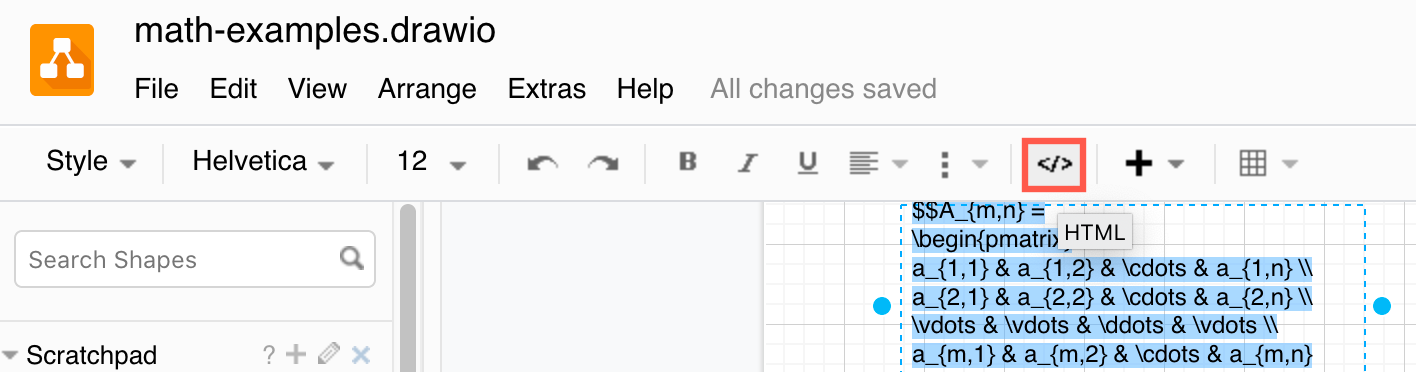 math-examples.drawio
File Edit View Arrange Extras Help All changes saved
Style Helvetica 12 B I U </>
$$A_{m,n} =
\begin{pmatrix
HTML
Search Shapes
a_{1,1} & a_{1,2} & \cdots & a_{1,n} \\
a_{2,1} & a_{2,2} & \cdots & a_{2,n} \\
\vdots & \vdots & \ddots & \vdots \\
Scratchpad ?
a_{m,1} & a_{m,2} & \cdots & a_{m,n}